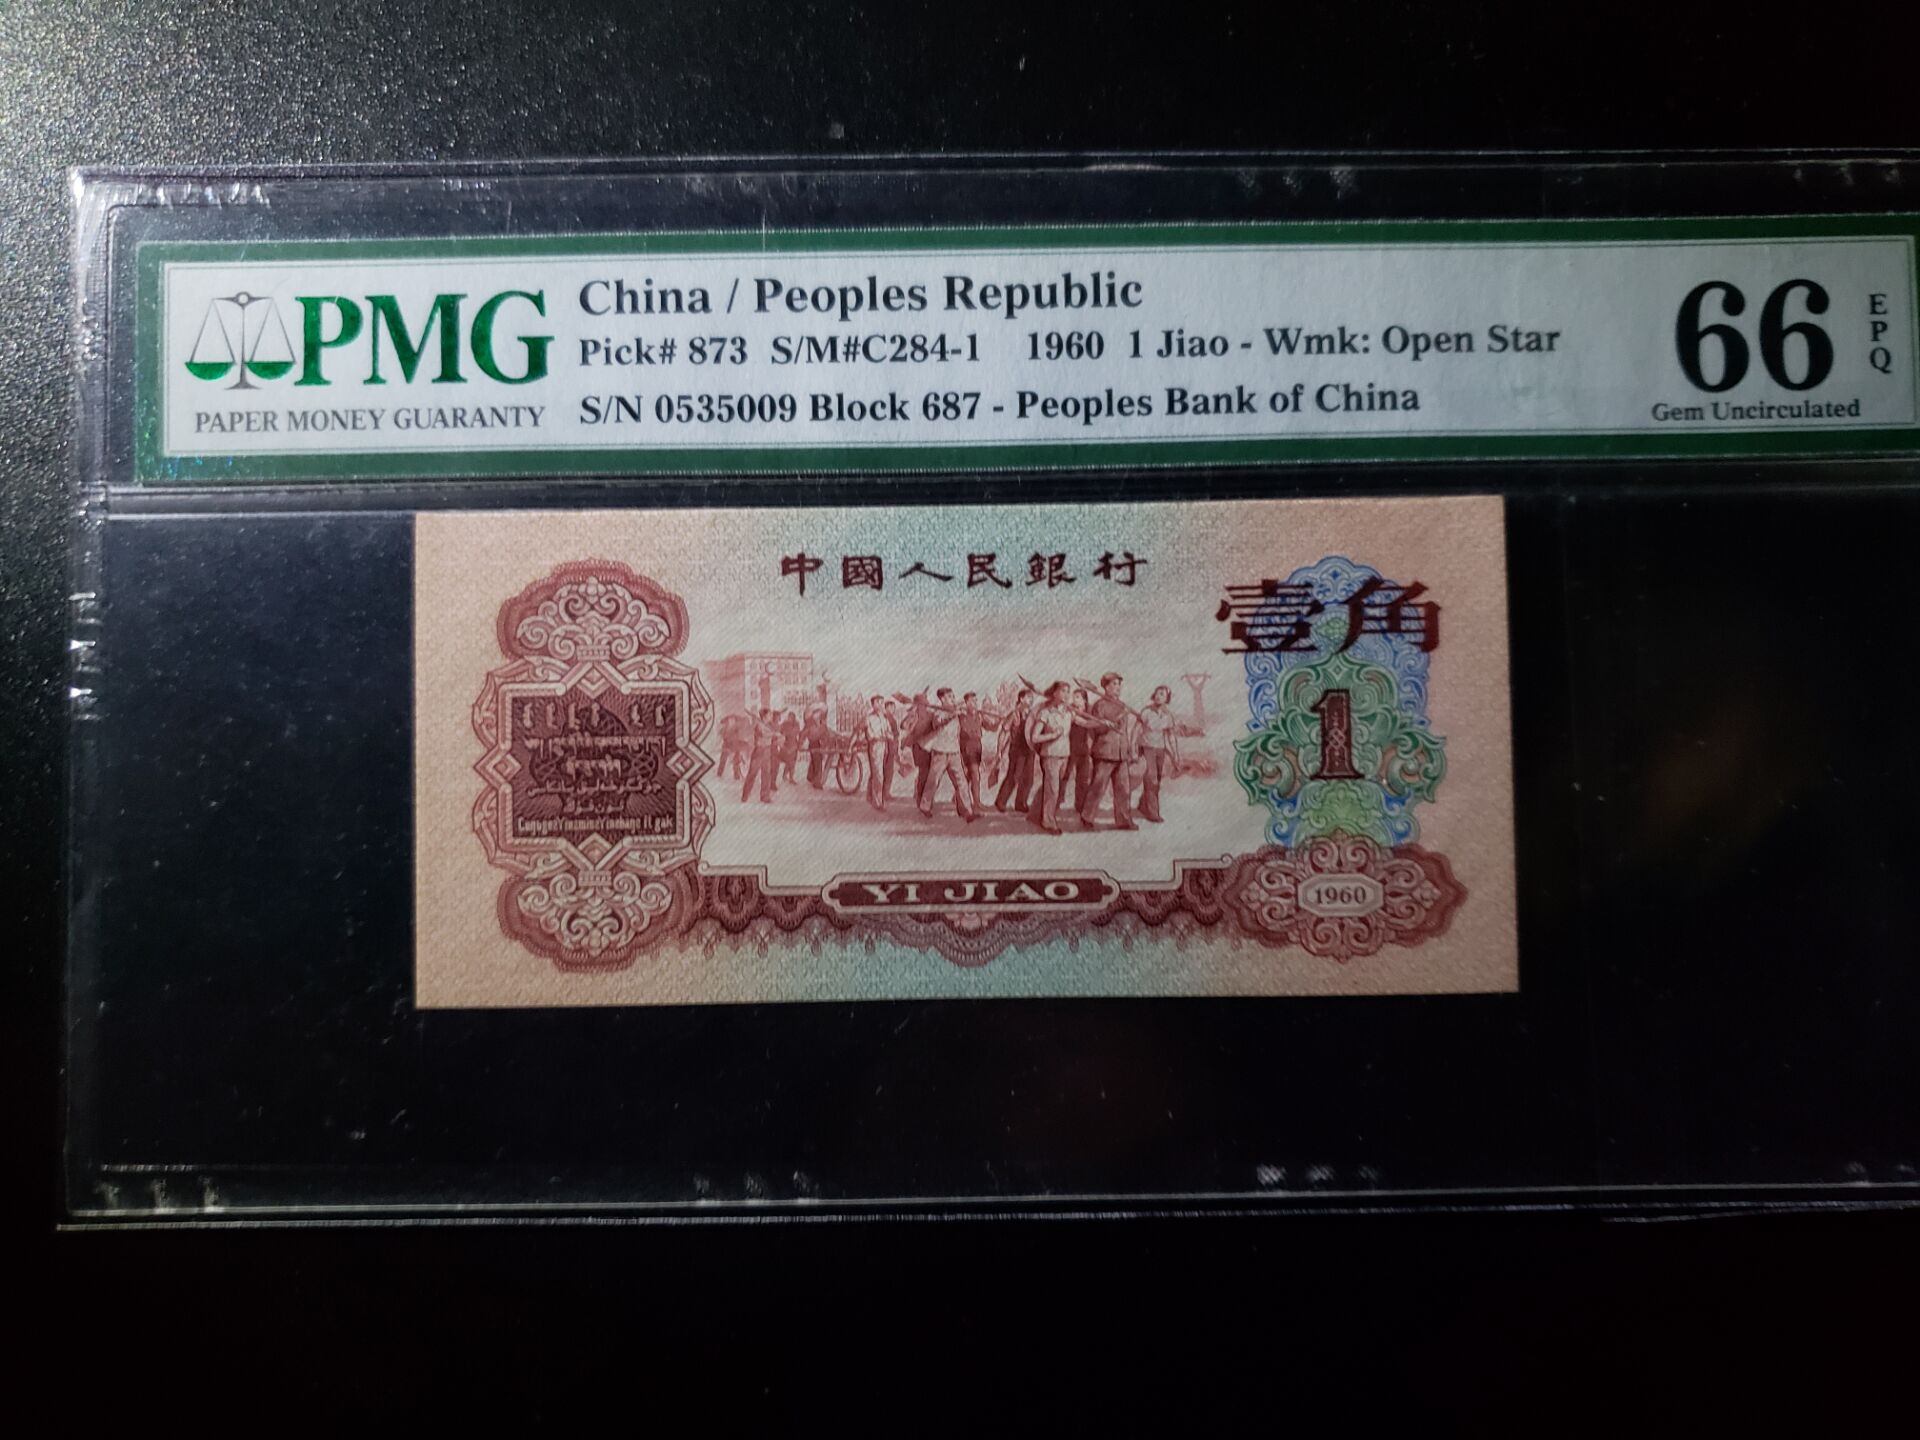 PMG
PAPER MONEY GUARANTY
China / Peoples Republic
Pick# 873 S/M#C284-1 1960 1 Jiao - Wmk: Open Star
S/N 0535009 Block 687 - Peoples Bank of China
66
EPQ
Gem Uncirculated
中國人民銀行
壹角
1
YI JIAO
1960